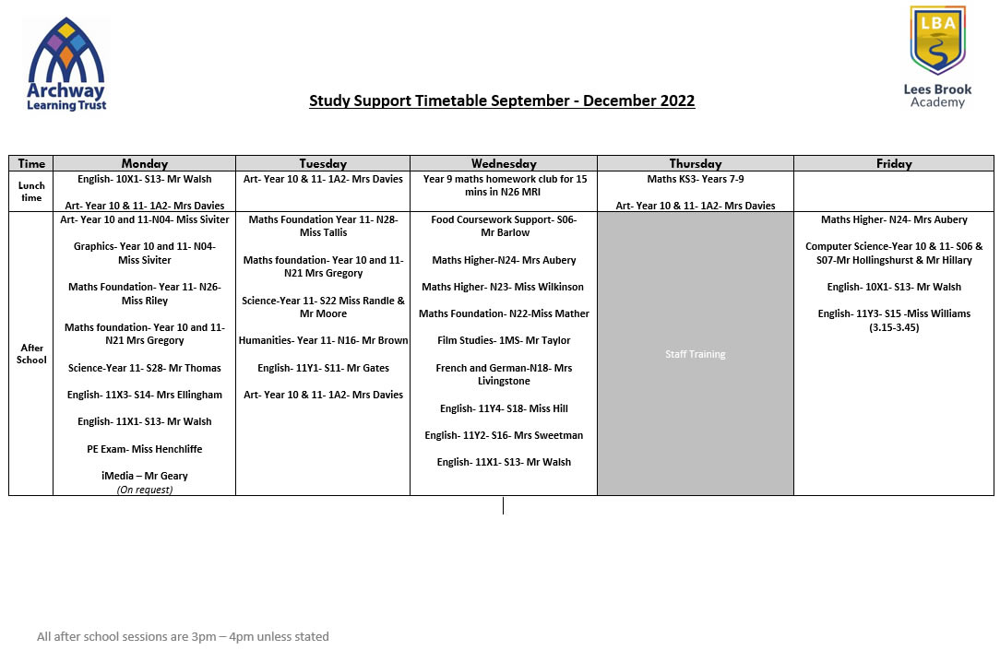 LBA
Archway
Learning Trust
Lees Brook
Academy
Study Support Timetable September - December 2022
Time
Monday
Tuesday
Wednesday
Thursday
Friday
Lunch
time
English- 10X1- S13- Mr Walsh
Art- Year 10 & 11- 1A2- Mrs Davies
Art- Year 10 & 11- 1A2- Mrs Davies
Year 9 maths homework club for 15
mins in N26 MRI
Maths KS3- Years 7-9
Art- Year 10 & 11- 1A2- Mrs Davies
After
School
Art- Year 10 and 11-N04- Miss Siviter
Graphics- Year 10 and 11- N04-
Miss Siviter
Maths Foundation- Year 11- N26-
Miss Riley
Maths foundation- Year 10 and 11-
N21 Mrs Gregory
Science-Year 11- S28- Mr Thomas
English- 11X3- S14- Mrs Ellingham
English- 11X1- S13- Mr Walsh
PE Exam- Miss Henchliffe
iMedia – Mr Geary
(On request)
Maths Foundation Year 11- N28-
Miss Tallis
Maths foundation- Year 10 and 11-
N21 Mrs Gregory
Science-Year 11- S22 Miss Randle &
Mr Moore
Humanities- Year 11- N16- Mr Brown
English- 11Y1- S11- Mr Gates
Art- Year 10 & 11- 1A2- Mrs Davies
Food Coursework Support- S06-
Mr Barlow
Maths Higher-N24- Mrs Aubery
Maths Higher- N23- Miss Wilkinson
Maths Foundation- N22-Miss Mather
Film Studies- 1MS- Mr Taylor
French and German-N18- Mrs
Livingstone
English- 11Y4- S18- Miss Hill
English- 11Y2- S16- Mrs Sweetman
English- 11X1- S13- Mr Walsh
Staff Training
Maths Higher- N24- Mrs Aubery
Computer Science-Year 10 & 11- S06 &
S07-Mr Hollingshurst & Mr Hillary
English- 10X1- S13- Mr Walsh
English- 11Y3- S15 -Miss Williams
(3.15-3.45)
All after school sessions are 3pm – 4pm unless stated